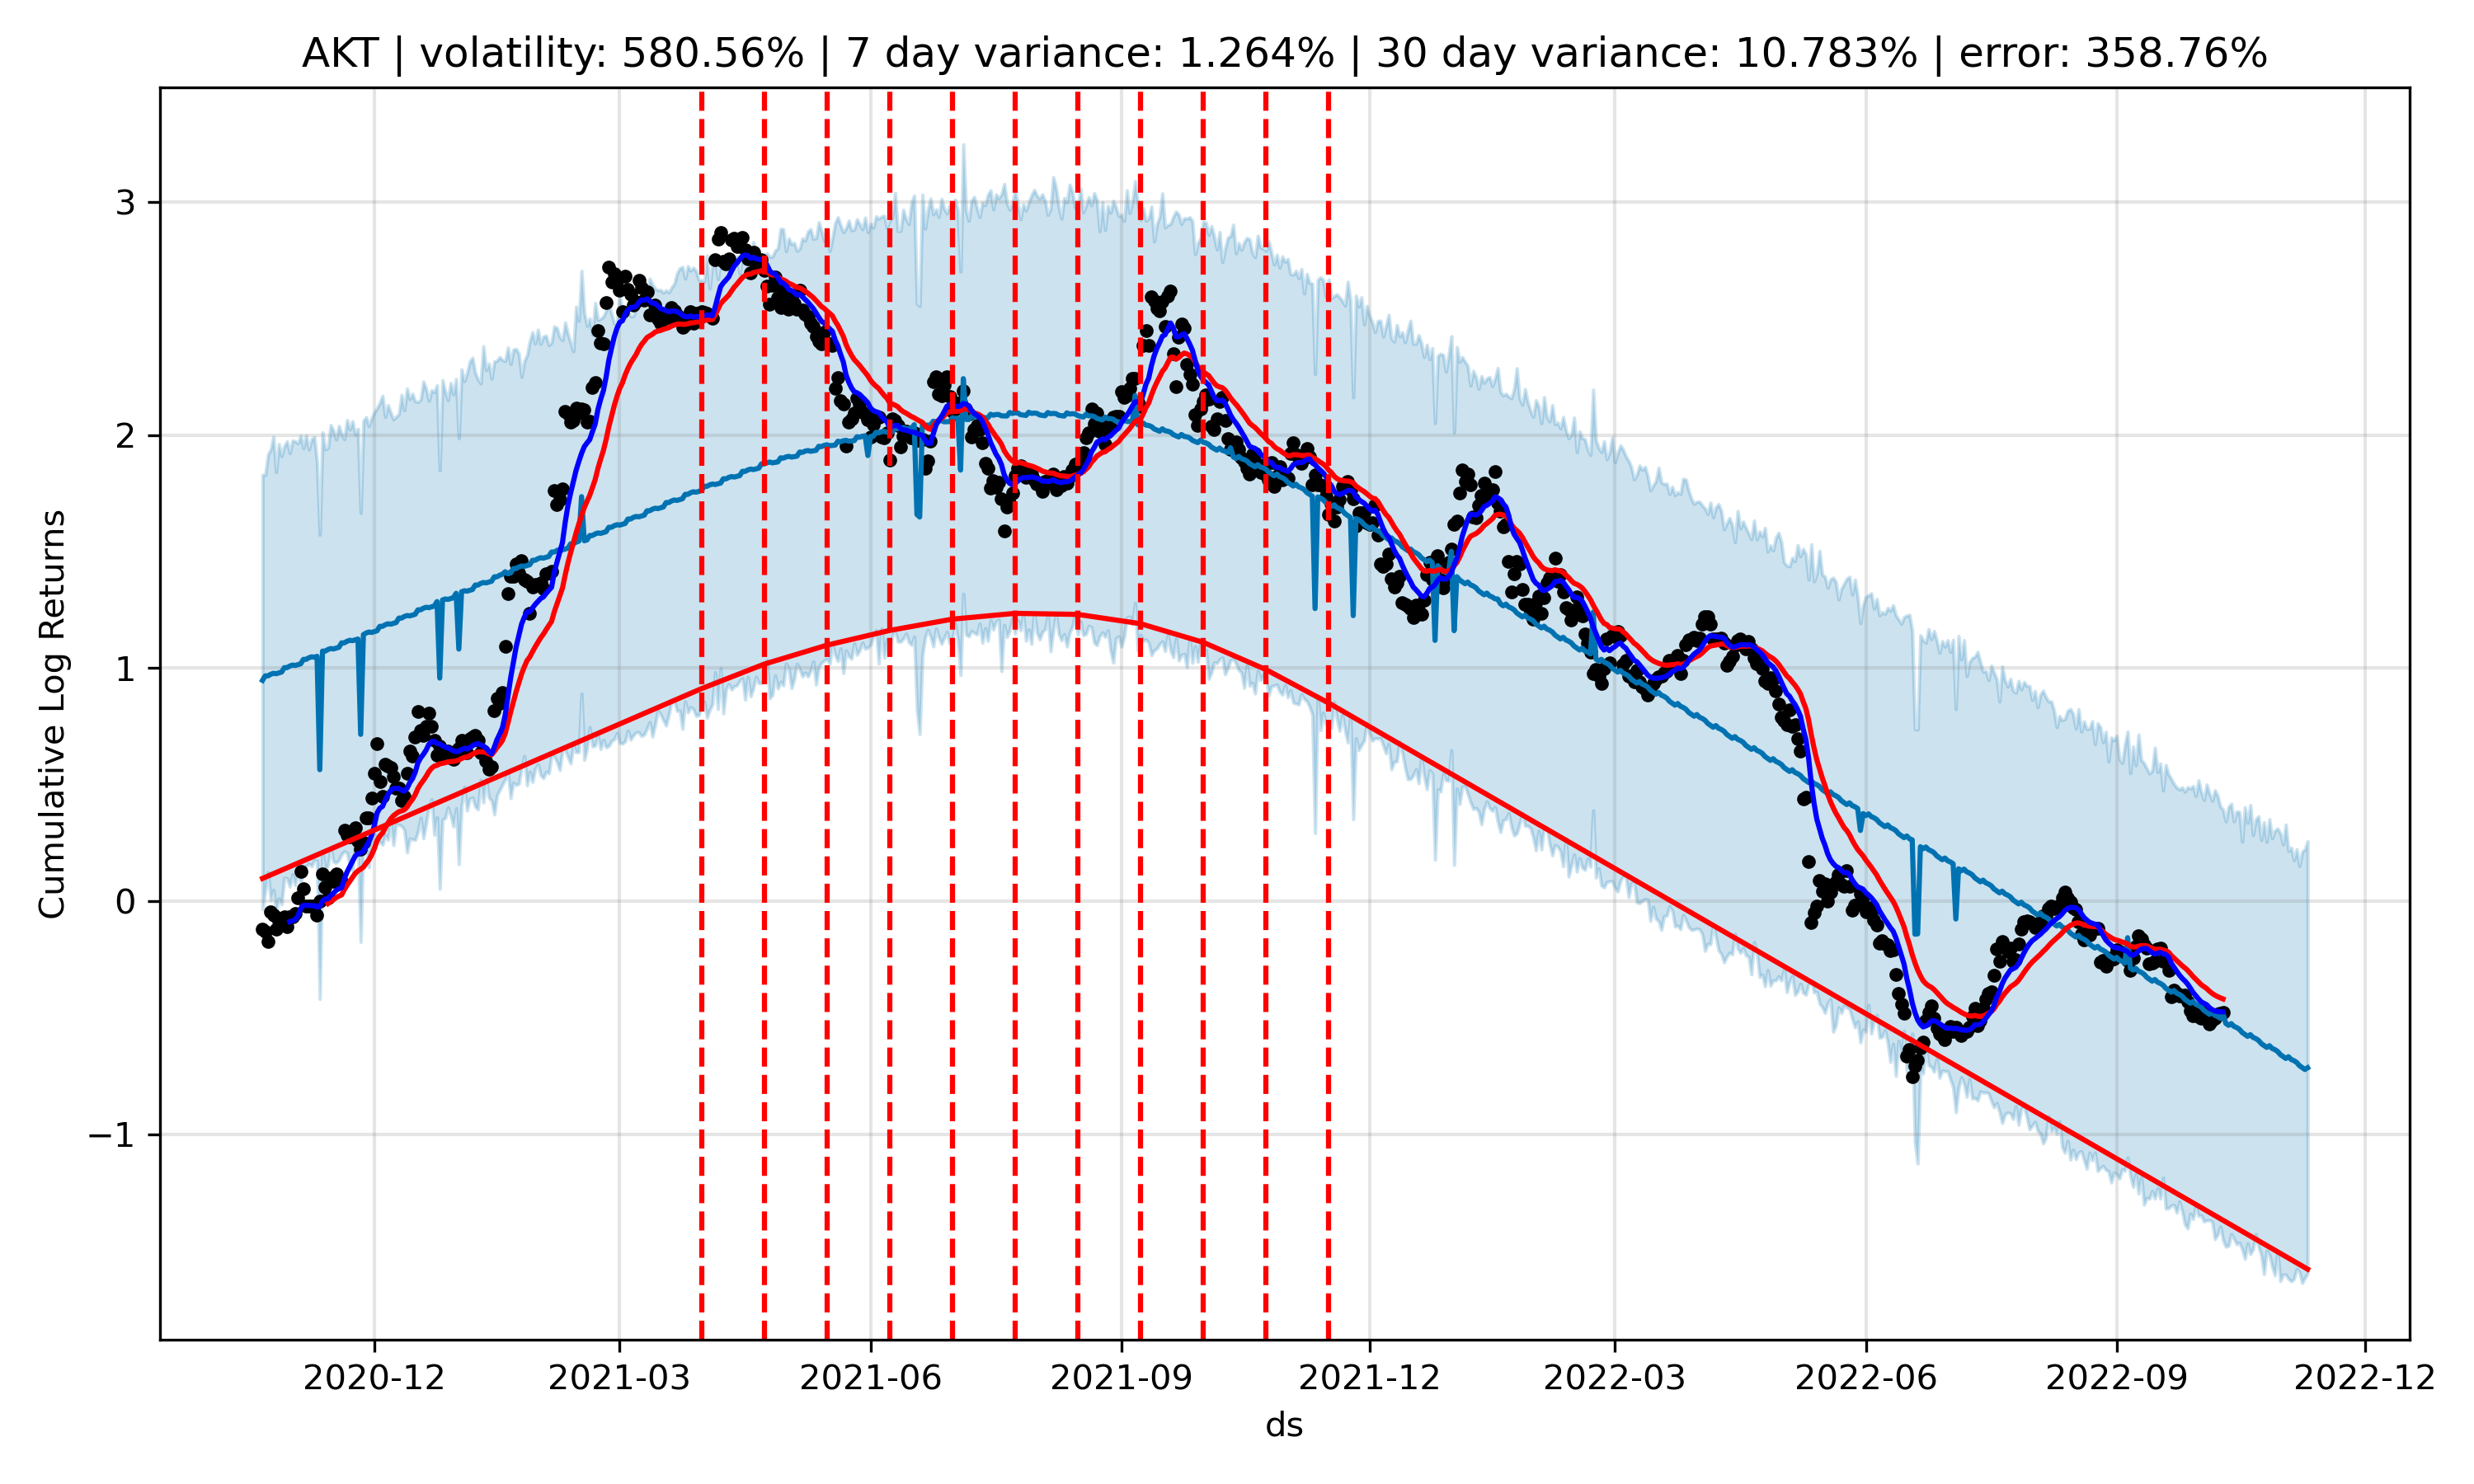 AKT | volatility: 580.56% | 7 day variance: 1.264% | 30 day variance: 10.783% | error: 358.76%
Cumulative Log Returns
3
2
1
0
−1
2020-12 2021-03 2021-06 2021-09 2021-12 2022-03 2022-06 2022-09 2022-12
ds